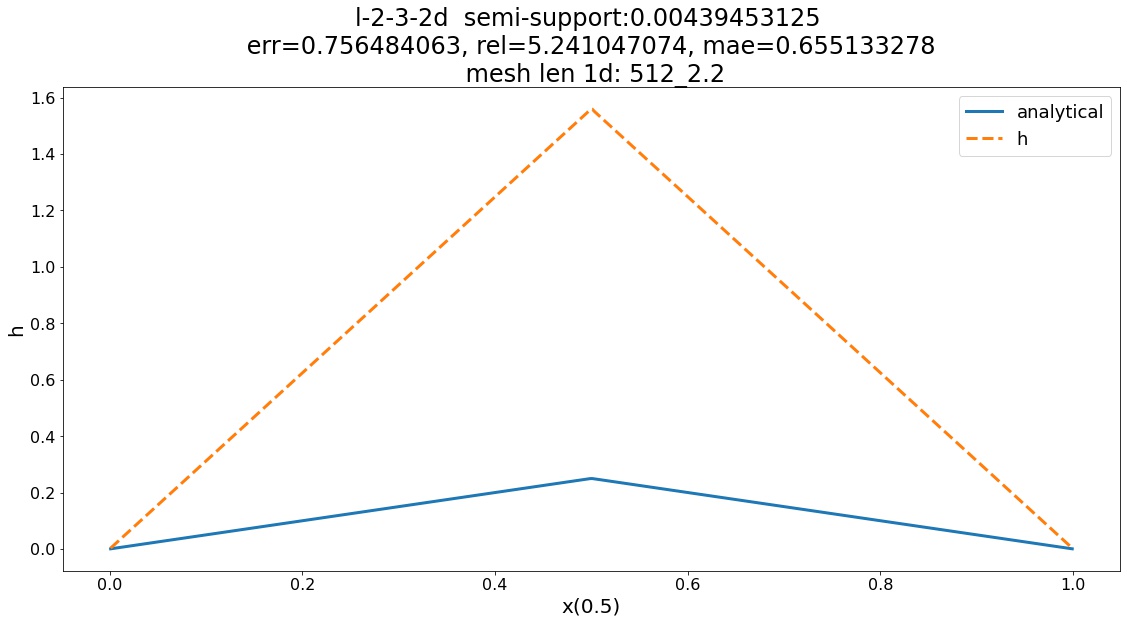 l-2-3-2d  semi-support:0.00439453125
err=0.756484063, rel=5.241047074, mae=0.655133278
mesh len 1d: 512_2.2
analytical
h
1.6
1.4
1.2
1.0
0.8
0.6
0.4
0.2
0.0
h
0.0
0.2
0.4
0.6
0.8
1.0
x(0.5)